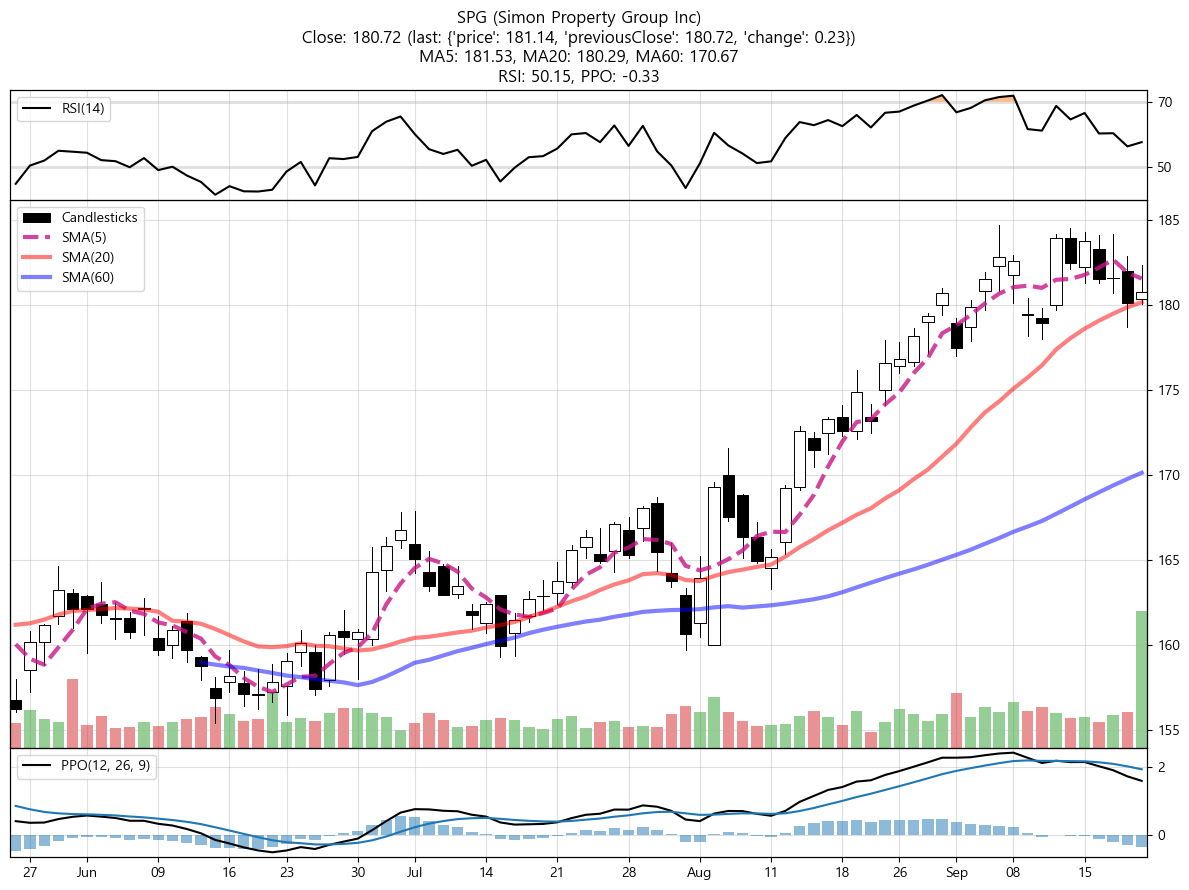 SPG (Simon Property Group Inc)
Close: 180.72 (last: {'price': 181.14, 'previousClose': 180.72, 'change': 0.23})
MA5: 181.53, MA20: 180.29, MA60: 170.67
RSI: 50.15, PPO: -0.33
RSI(14)
70
50
Candlesticks
SMA(5)
SMA(20)
SMA(60)
185
180
175
170
165
160
155
PPO(12, 26, 9)
2
0
27 Jun 09 16 23 30 Jul 14 21 28 Aug 11 18 26 Sep 08 15